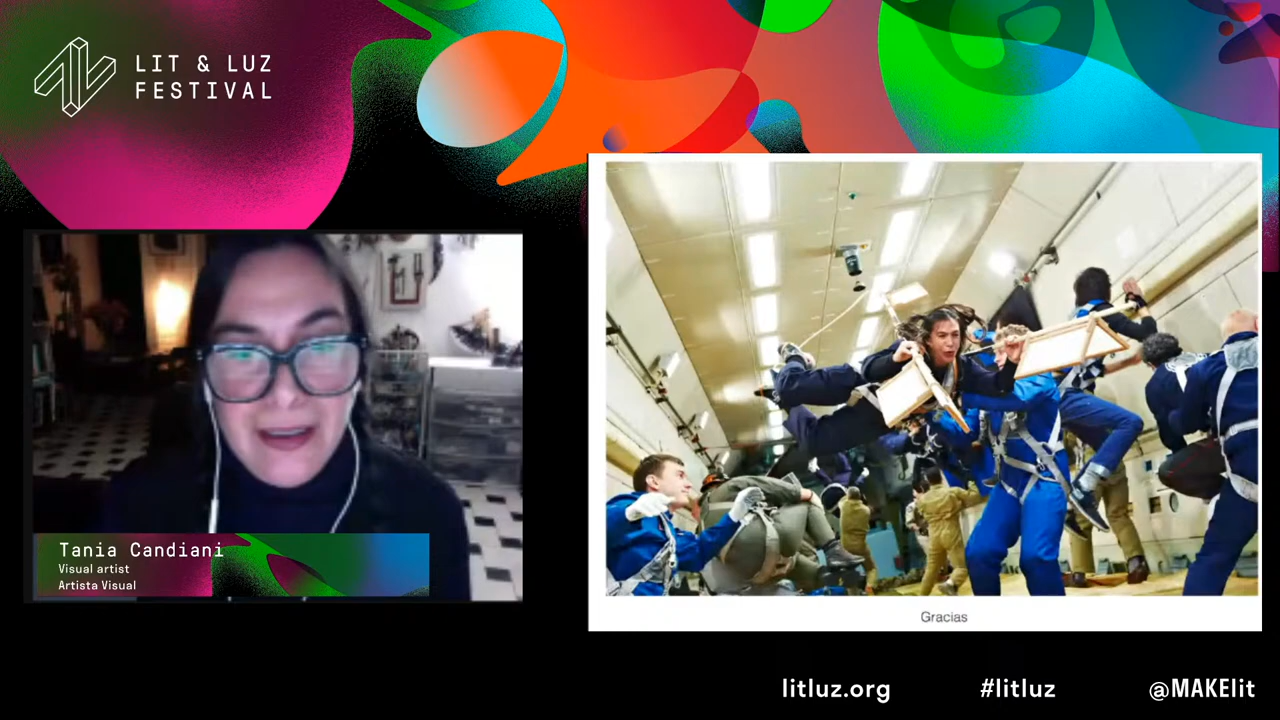 LIT & LUZ
FESTIVAL
Tania Candiani
Visual artist
Artista Visual
Gracias
litluz.org
#litluz
@MAKElit